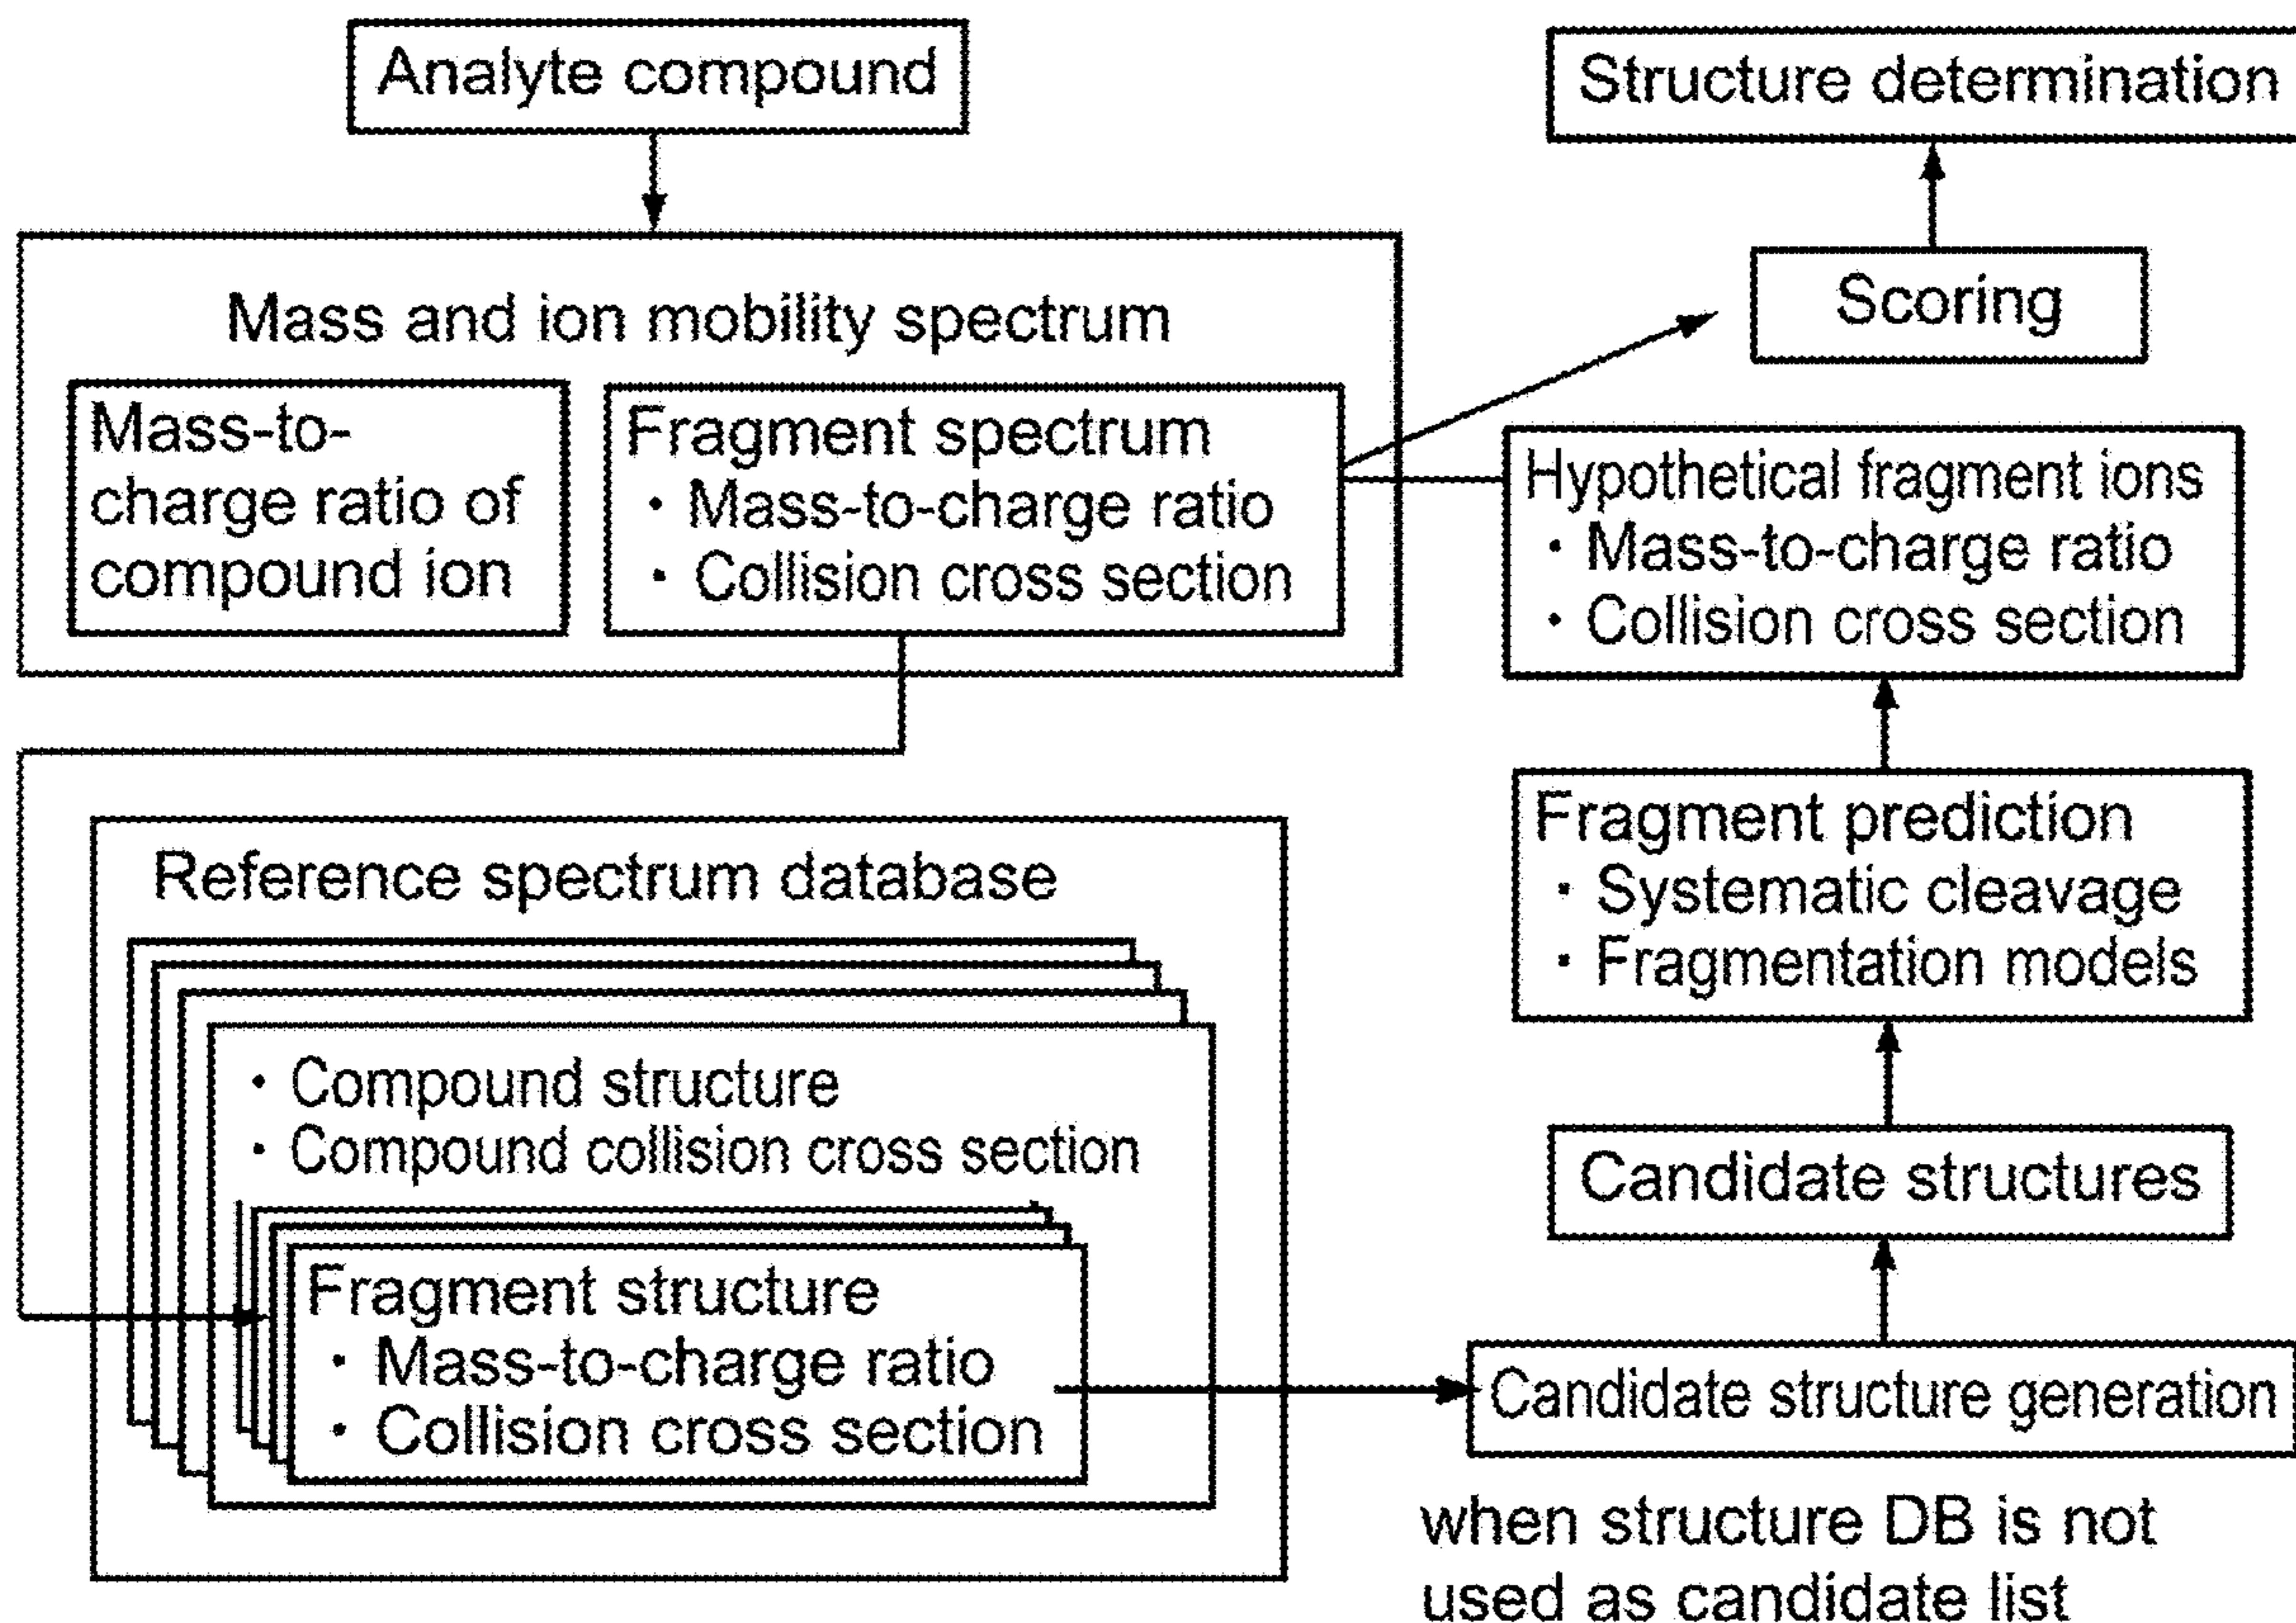 Analyte compound
Mass and ion mobility spectrum
Mass-to-
charge ratio of
compound ion
Fragment spectrum
· Mass-to-charge ratio
· Collision cross section
Reference spectrum database
· Compound structure
· Compound collision cross section
Fragment structure
· Mass-to-charge ratio
· Collision cross section
Structure determination
Scoring
Hypothetical fragment ions
· Mass-to-charge ratio
· Collision cross section
Fragment prediction
· Systematic cleavage
· Fragmentation models
Candidate structures
Candidate structure generation
when structure DB is not
used as candidate list